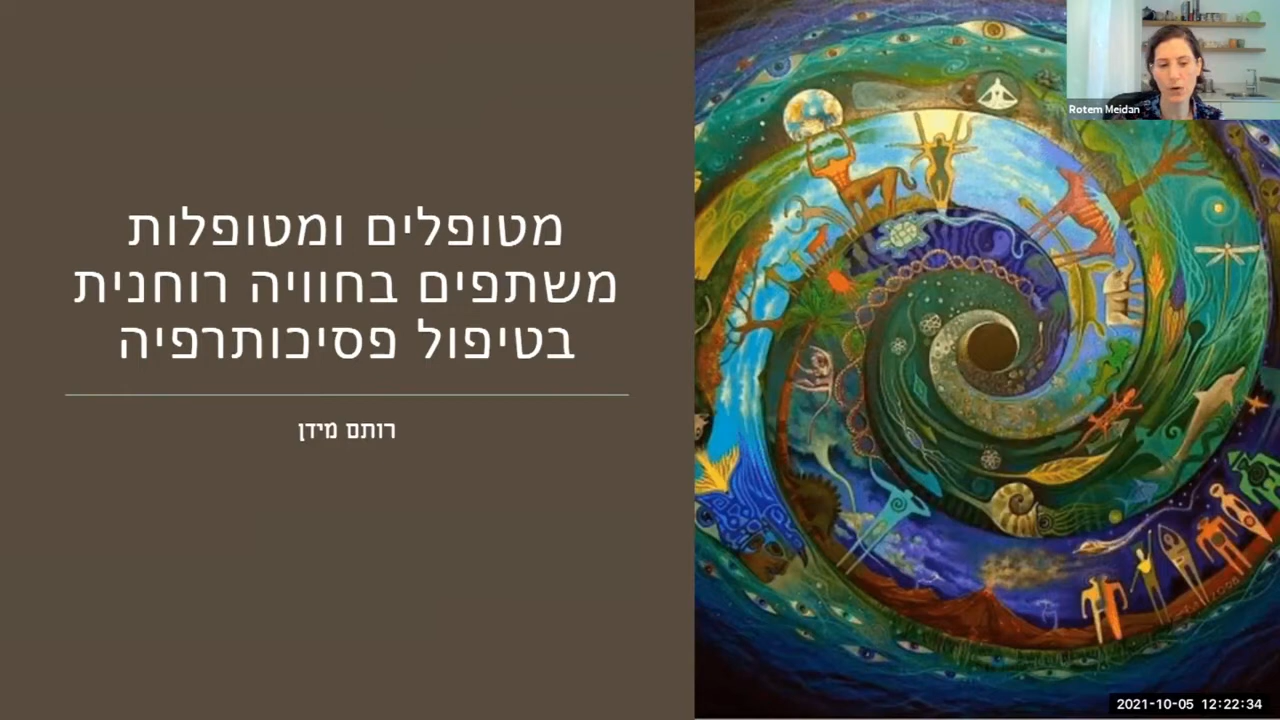 מטופלים ומטופלות
משתפים בחוויה רוחנית
בטיפול פסיכותרפיה
רותם מידן
Rotem Meidan
2021-10-05 12:22:34